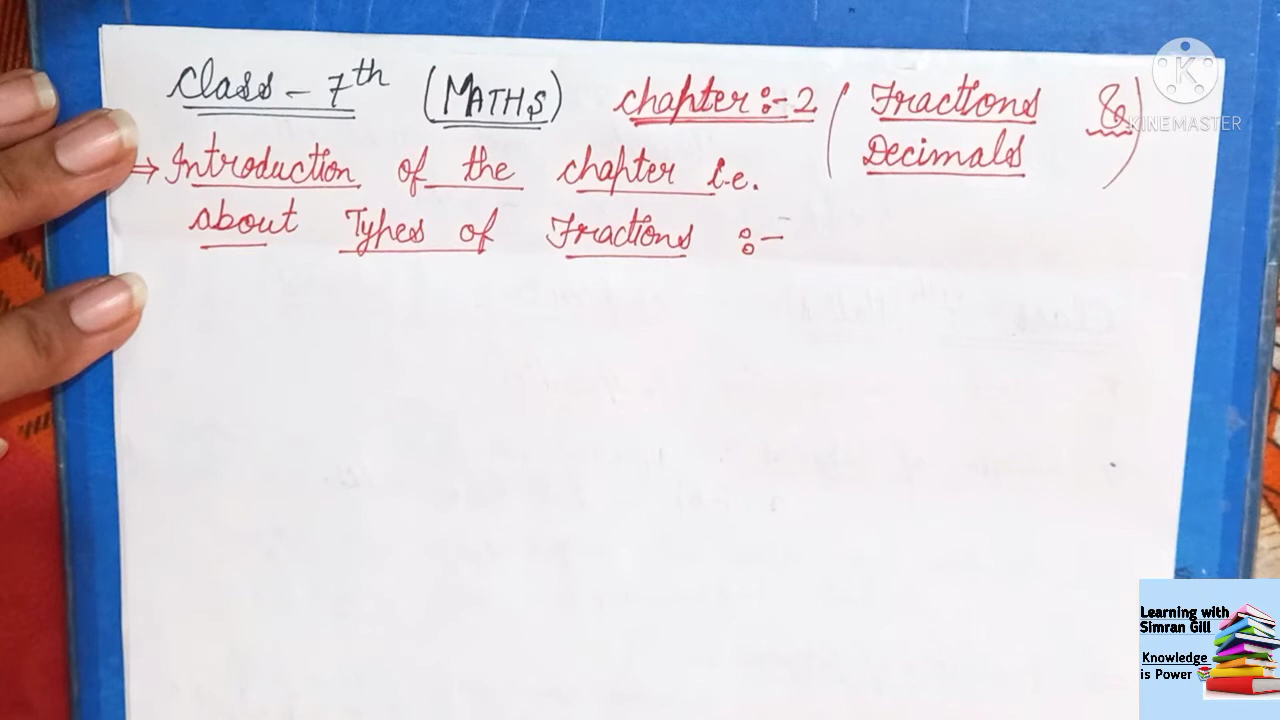 Class - 7th (MATHS) Chapter :- 2 ( Fractions &
Decimals )
⇒ Introduction of the chapter i.e.
about Types of Fractions :-
KINEMASTER
Learning with
Simran Gill
Knowledge
is Power